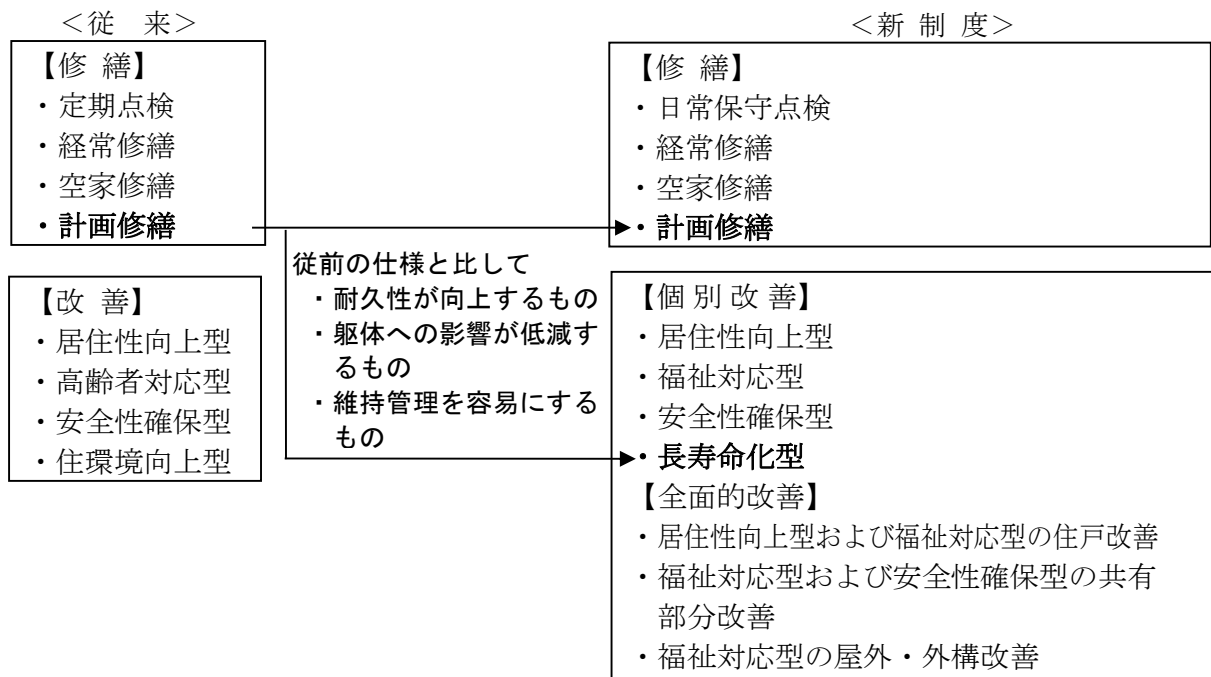 ＜従　来＞
【修 繕】
・定期点検
・経常修繕
・空家修繕
・計画修繕
【改 善】
・居住性向上型
・高齢者対応型
・安全性確保型
・住環境向上型
従前の仕様と比して
・耐久性が向上するもの
・躯体への影響が低減す
るもの
・維持管理を容易にする
もの
＜新 制 度＞
【修 繕】
・日常保守点検
・経常修繕
・空家修繕
・計画修繕
【個 別 改 善】
・居住性向上型
・福祉対応型
・安全性確保型
・長寿命化型
【全面的改善】
・居住性向上型および福祉対応型の住戸改善
・福祉対応型および安全性確保型の共有
部分改善
・福祉対応型の屋外・外構改善